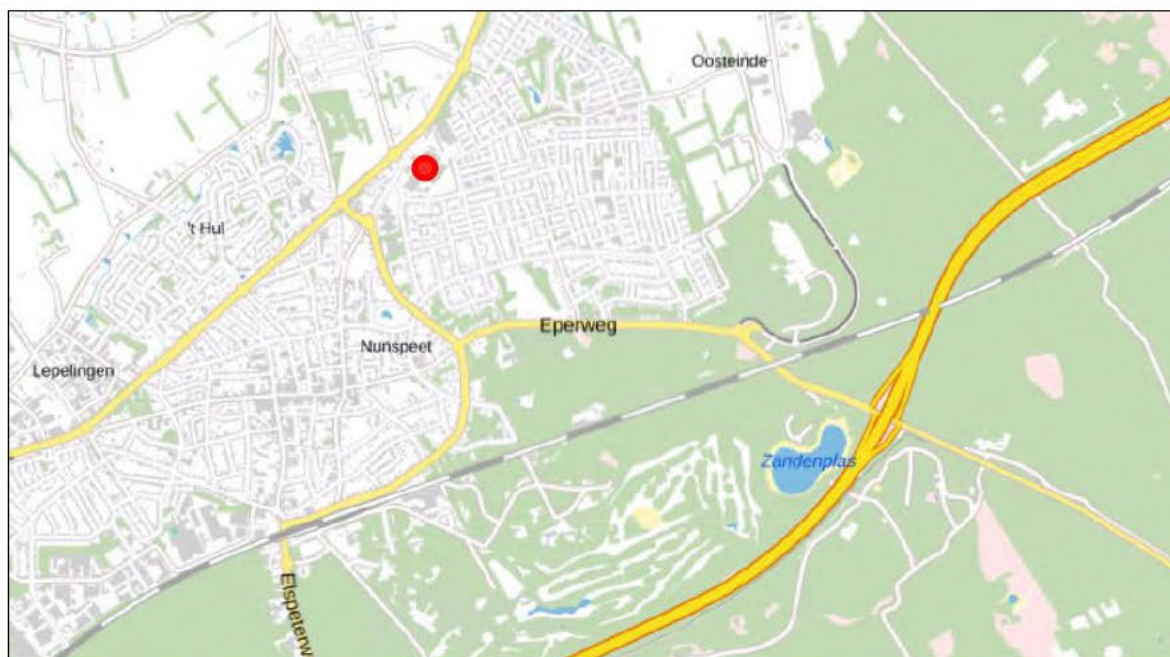 Oosteinde
't Hul
Eperweg
Nunspeet
Lepelingen
Zandenplas
Elspeterw